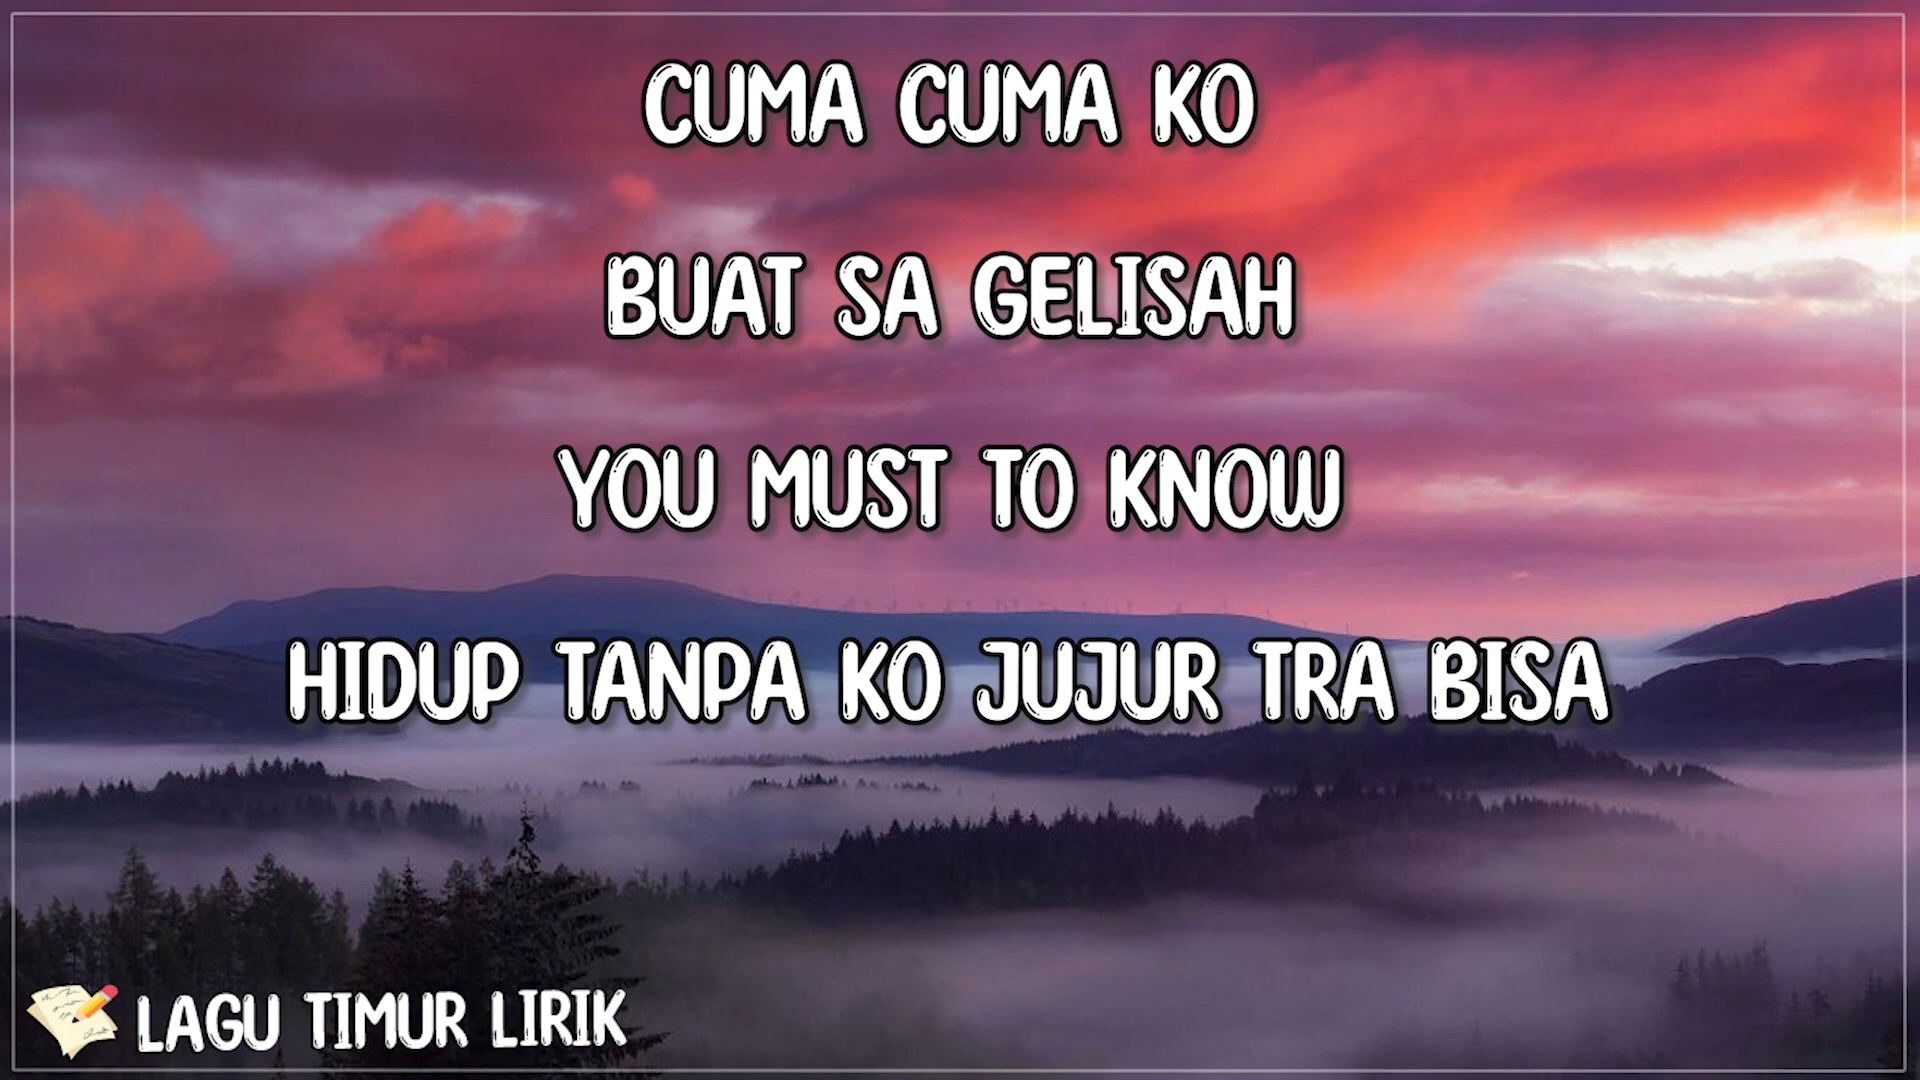 CUMA CUMA KO
BUAT SA GELISAH
YOU MUST TO KNOW
HIDUP TANPA KO JUJUR TRA BISA
LAGU TIMUR LIRIK